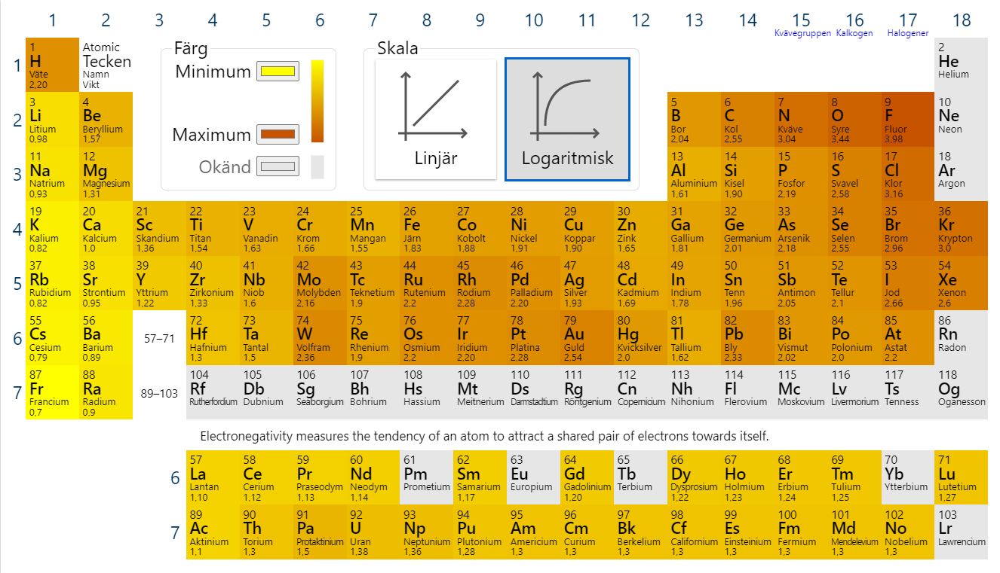 1 2 3 4 5 6 7 8 9 10 11 12 13 14 15 16 17 18
Kvävegruppen Kalkogen Halogener
1
1 H Väte 2,20
Atomic
Tecken
Namn
Vikt
Färg
Minimum
Maximum
Okänd
Skala
Linjär
Logaritmisk
2 He Helium
2
3 Li Litium 0,98
4 Be Beryllium 1,57
5 B Bor 2,04
6 C Kol 2,55
7 N Kväve 3,04
8 O Syre 3,44
9 F Fluor 3,98
10 Ne Neon
3
11 Na Natrium 0,93
12 Mg Magnesium 1,31
13 Al Aluminium 1,61
14 Si Kisel 1,90
15 P Fosfor 2,19
16 S Svavel 2,58
17 Cl Klor 3,16
18 Ar Argon
4
19 K Kalium 0,82
20 Ca Kalcium 1,0
21 Sc Skandium 1,36
22 Ti Titan 1,54
23 V Vanadin 1,63
24 Cr Krom 1,66
25 Mn Mangan 1,55
26 Fe Järn 1,83
27 Co Kobolt 1,88
28 Ni Nickel 1,91
29 Cu Koppar 1,90
30 Zn Zink 1,65
31 Ga Gallium 1,81
32 Ge Germanium 2,01
33 As Arsenik 2,18
34 Se Selen 2,55
35 Br Brom 2,96
36 Kr Krypton 3,0
5
37 Rb Rubidium 0,82
38 Sr Strontium 0,95
39 Y Yttrium 1,22
40 Zr Zirkonium 1,33
41 Nb Niob 1,6
42 Mo Molybden 2,16
43 Tc Teknetium 1,9
44 Ru Rutenium 2,2
45 Rh Rodium 2,28
46 Pd Palladium 2,20
47 Ag Silver 1,93
48 Cd Kadmium 1,69
49 In Indium 1,78
50 Sn Tenn 1,96
51 Sb Antimon 2,05
52 Te Tellur 2,1
53 I Jod 2,66
54 Xe Xenon 2,6
6
55 Cs Cesium 0,79
56 Ba Barium 0,89
57–71
72 Hf Hafnium 1,3
73 Ta Tantal 1,5
74 W Volfram 2,36
75 Re Rhenium 1,9
76 Os Osmium 2,2
77 Ir Iridium 2,20
78 Pt Platina 2,28
79 Au Guld 2,54
80 Hg Kvicksilver 2,0
81 Tl Tallium 1,62
82 Pb Bly 2,33
83 Bi Vismut 2,02
84 Po Polonium 2,0
85 At Astat 2,2
86 Rn Radon
7
87 Fr Francium 0,7
88 Ra Radium 0,9
89–103
104 Rf Rutherfordium
105 Db Dubnium
106 Sg Seaborgium
107 Bh Bohrium
108 Hs Hassium
109 Mt Meitnerium
110 Ds Darmstadtium
111 Rg Röntgenium
112 Cn Copernicium
113 Nh Nihonium
114 Fl Flerovium
115 Mc Moskovium
116 Lv Livermorium
117 Ts Tenness
118 Og Oganesson
Electronegativity measures the tendency of an atom to attract a shared pair of electrons towards itself.
6
57 La Lantan 1,10
58 Ce Cerium 1,12
59 Pr Praseodym 1,13
60 Nd Neodym 1,14
61 Pm Prometium
62 Sm Samarium 1,17
63 Eu Europium
64 Gd Gadolinium 1,20
65 Tb Terbium
66 Dy Dysprosium 1,22
67 Ho Holmium 1,23
68 Er Erbium 1,24
69 Tm Tulium 1,25
70 Yb Ytterbium
71 Lu Lutetium 1,27
7
89 Ac Aktinium 1,1
90 Th Torium 1,3
91 Pa Protaktinium 1,5
92 U Uran 1,38
93 Np Neptunium 1,36
94 Pu Plutonium 1,28
95 Am Americium 1,3
96 Cm Curium 1,3
97 Bk Berkelium 1,3
98 Cf Californium 1,3
99 Es Einsteinium 1,3
100 Fm Fermium 1,3
101 Md Mendelevium 1,3
102 No Nobelium 1,3
103 Lr Lawrencium